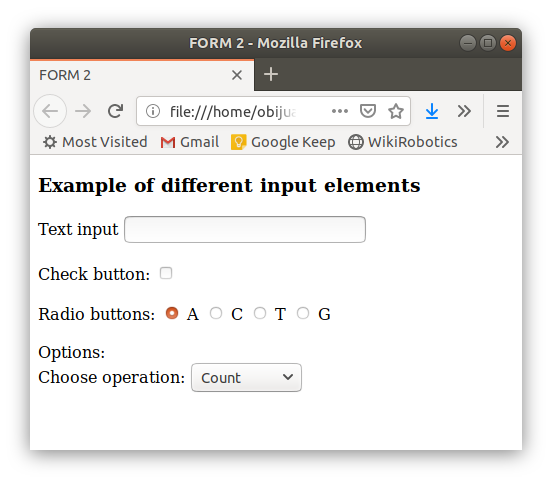 FORM 2 - Mozilla Firefox
FORM 2
file:///home/obijua
Most Visited Gmail Google Keep WikiRobotics
Example of different input elements
Text input
Check button:
Radio buttons: A C T G
Options:
Choose operation: Count